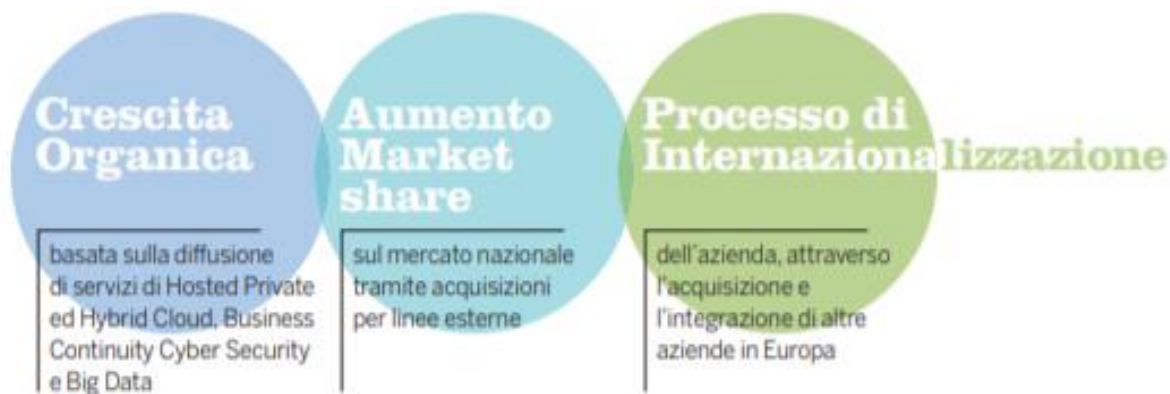 Crescita
Organica
basata sulla diffusione
di servizi di Hosted Private
ed Hybrid Cloud, Business
Continuity Cyber Security
e Big Data
Aumento
Market
share
sul mercato nazionale
tramite acquisizioni
per linee esterne
Processo di
Internazionalizzazione
dell'azienda, attraverso
l'acquisizione e
l'integrazione di altre
aziende in Europa